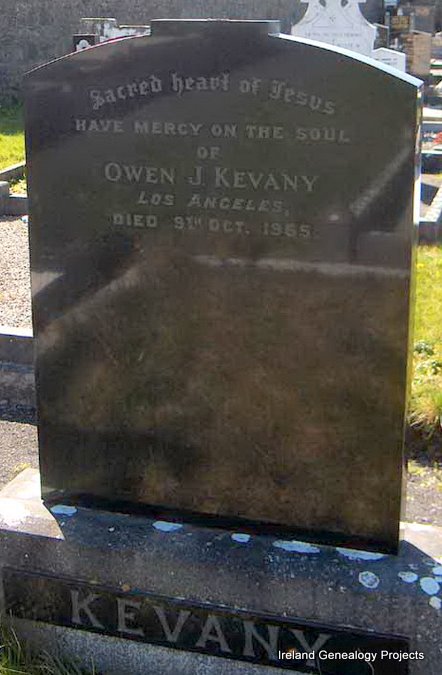 Sacred heart of Jesus
HAVE MERCY ON THE SOUL
OF
OWEN J. KEVANY
LOS ANGELES,
DIED 9TH OCT. 1965.
KEVANY
Ireland Genealogy Projects